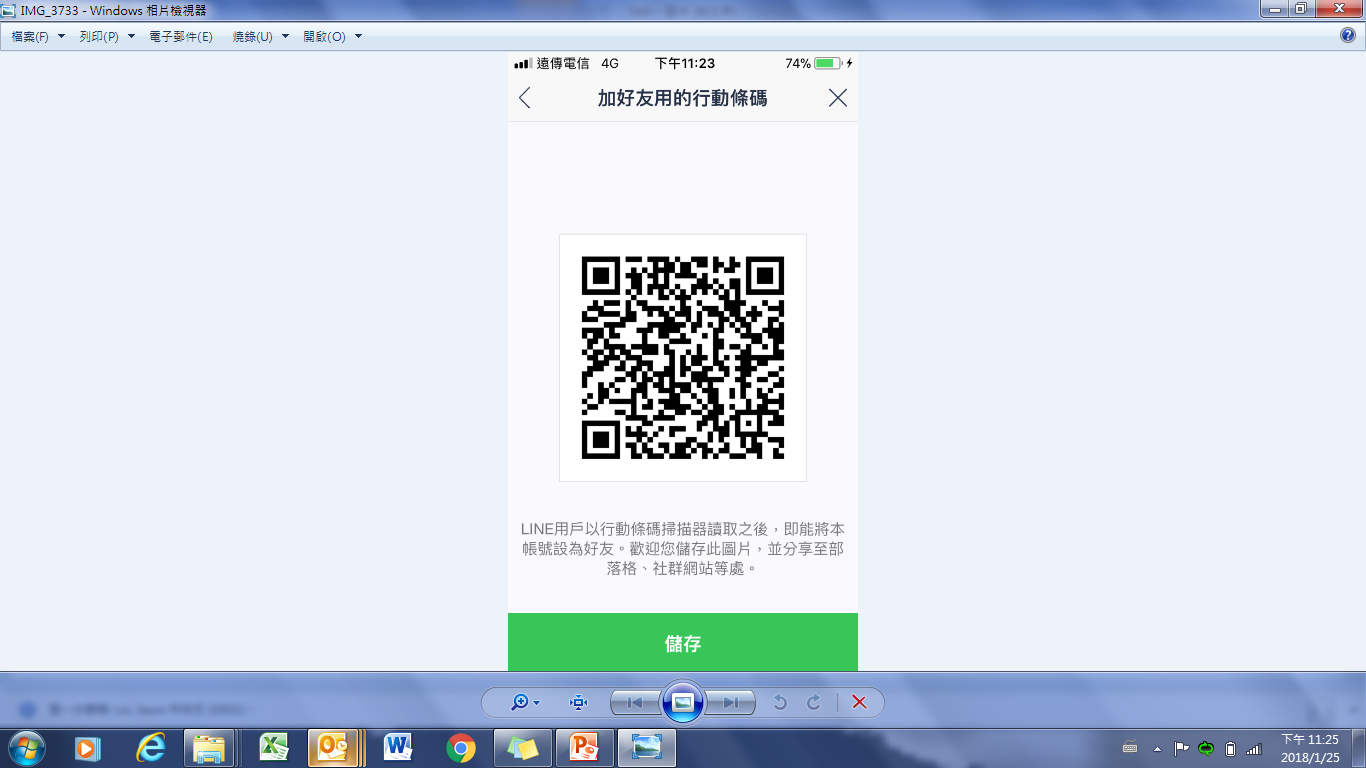 IMG_3733 - Windows 相片檢視器
檔案(F) 列印(P) 電子郵件(E) 燒錄(U) 開啟(O)
遠傳電信 4G 下午11:23 74%
加好友用的行動條碼
LINE用戶以行動條碼掃描器讀取之後，即能將本
帳號設為好友。歡迎您儲存此圖片，並分享至部
落格、社群網站等處。
儲存
下午 11:25
2018/1/25